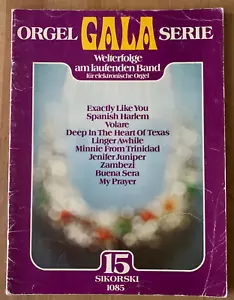 ORGEL GALA SERIE
Welterfolge
am laufenden Band
für elektronische Orgel
Exactly Like You
Spanish Harlem
Volare
Deep In The Heart Of Texas
Linger Awhile
Minnie From Trinidad
Jenifer Juniper
Zambezi
Buena Sera
My Prayer
15
SIKORSKI
1085